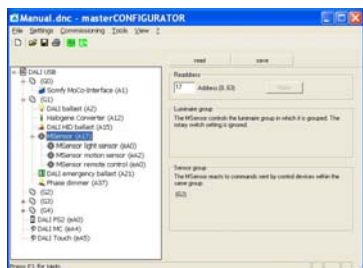 Manual.dnc - masterCONFIGURATOR
File Settings Commissioning Tools View ?
read save
DALI USB
(G0)
Somfy MoCo-Interface (A1)
(G1)
DALI ballast (A2)
Halogene Converter (A12)
DALI HID ballast (A15)
MSensor (A17)
MSensor light sensor (eA0)
MSensor motion sensor (eA2)
MSensor remote control (eA0)
DALI emergency ballast (A21)
Phase dimmer (A37)
(G2)
(G3)
(G4)
DALI PS2 (eA0)
DALI MC (eA4)
DALI Touch (eA5)
Readdress
17 Address (0..63)
Luminaire group
The MSensor controls the luminaire group in which it is grouped. The
rotary switch setting is ignored.
Sensor group
The MSensor reacts to commands sent by control devices within the
same group.
(G2)
Press F1 for Help